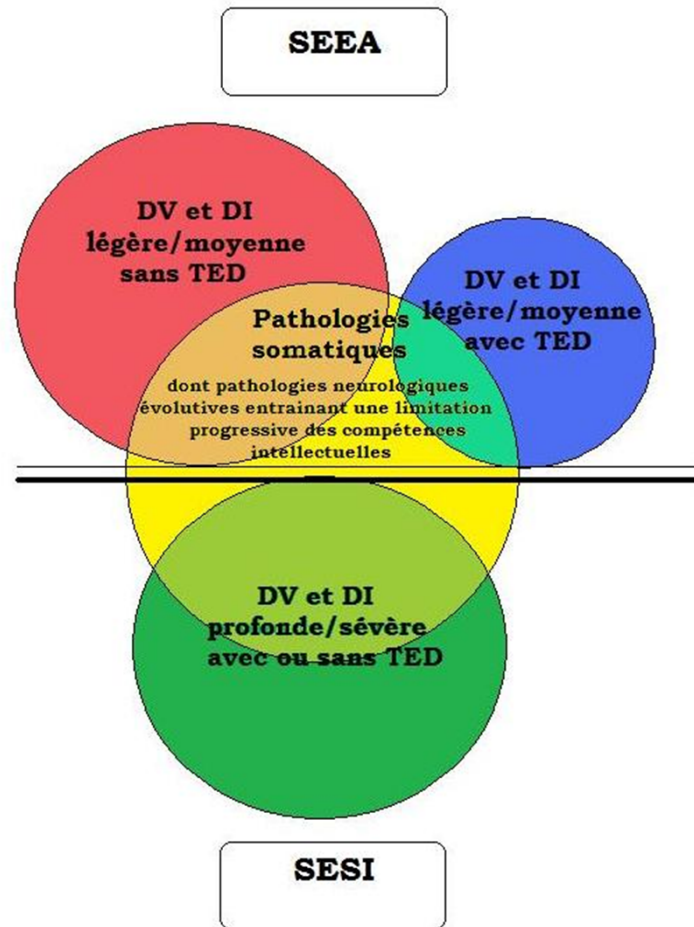 SEEA
DV et DI
légère/moyenne
sans TED
DV et DI
légère/moyenne
avec TED
Pathologies
somatiques
dont pathologies neurologiques
évolutives entrainant une limitation
progressive des compétences
intellectuelles
DV et DI
profonde/sévère
avec ou sans TED
SESI